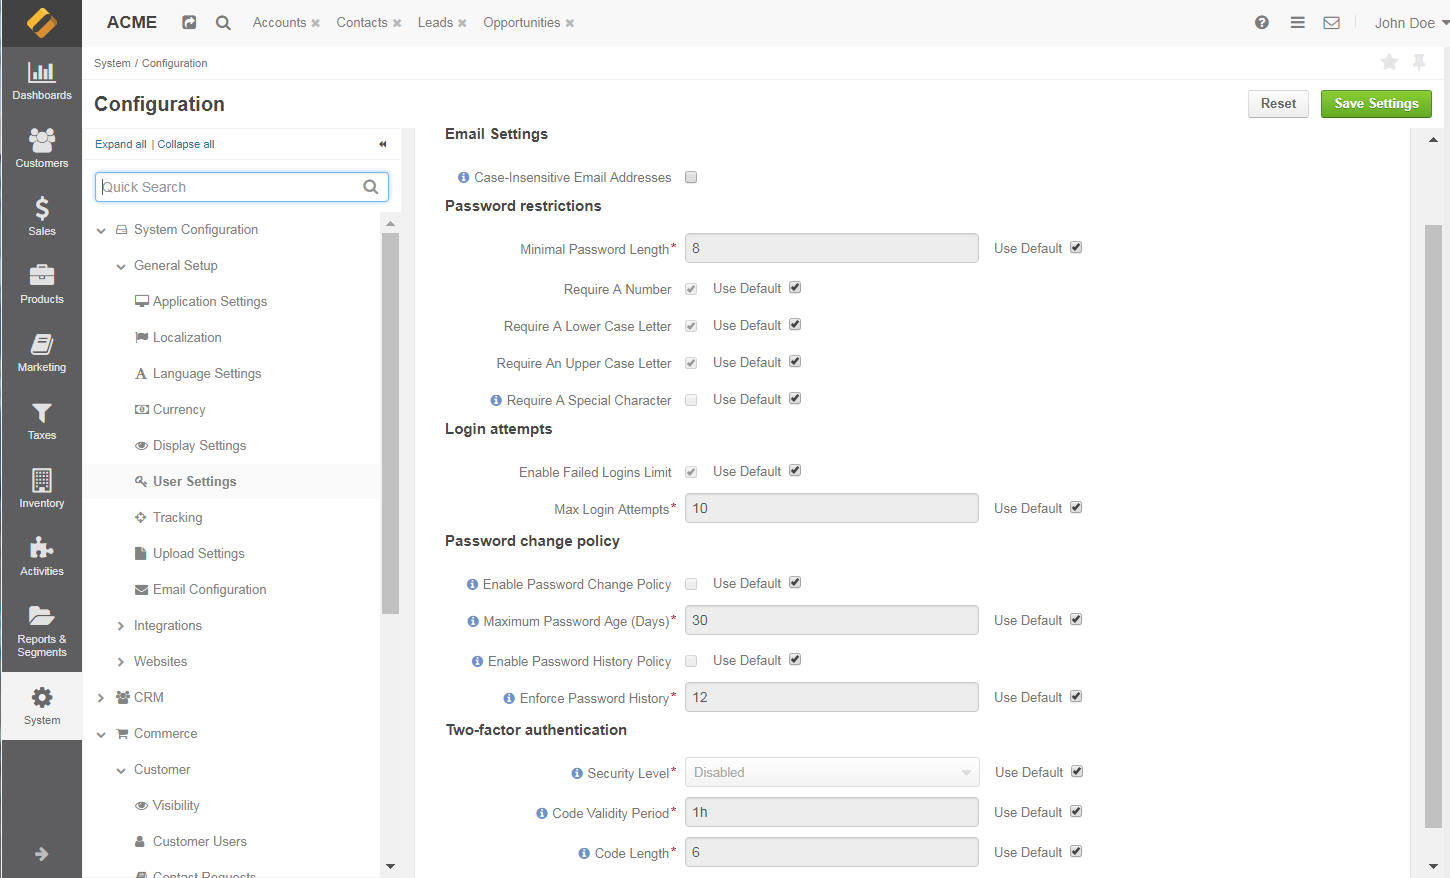 ACME Accounts Contacts Leads Opportunities John Doe
System / Configuration
Configuration
Reset Save Settings
Dashboards
Customers
Sales
Products
Marketing
Taxes
Inventory
Activities
Reports &
Segments
System
Expand all | Collapse all
Quick Search
System Configuration
General Setup
Application Settings
Localization
Language Settings
Currency
Display Settings
User Settings
Tracking
Upload Settings
Email Configuration
Integrations
Websites
CRM
Commerce
Customer
Visibility
Customer Users
Contact Requests
Email Settings
Case-Insensitive Email Addresses
Password restrictions
Minimal Password Length* 8 Use Default
Require A Number Use Default
Require A Lower Case Letter Use Default
Require An Upper Case Letter Use Default
Require A Special Character Use Default
Login attempts
Enable Failed Logins Limit Use Default
Max Login Attempts* 10 Use Default
Password change policy
Enable Password Change Policy Use Default
Maximum Password Age (Days)* 30 Use Default
Enable Password History Policy Use Default
Enforce Password History* 12 Use Default
Two-factor authentication
Security Level* Disabled Use Default
Code Validity Period* 1h Use Default
Code Length* 6 Use Default